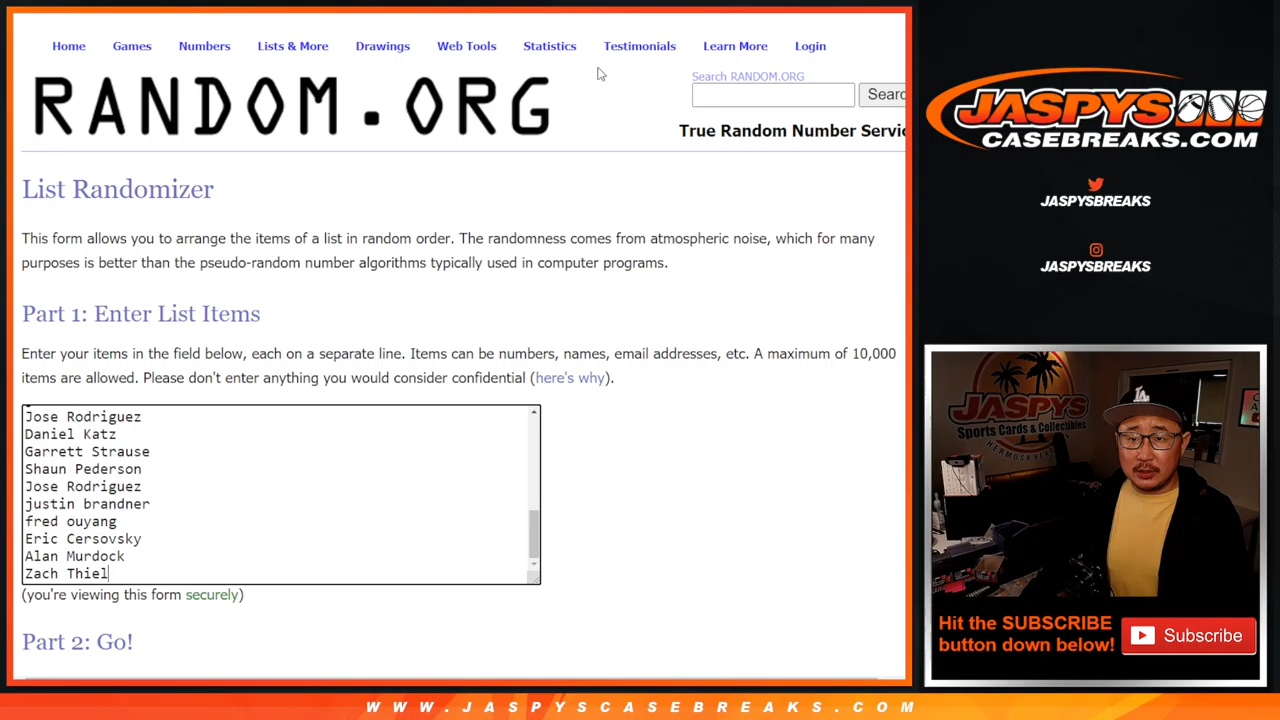 Home Games Numbers Lists & More Drawings Web Tools Statistics Testimonials Learn More Login
RANDOM.ORG
Search RANDOM.ORG
True Random Number Servic
List Randomizer
This form allows you to arrange the items of a list in random order. The randomness comes from atmospheric noise, which for many
purposes is better than the pseudo-random number algorithms typically used in computer programs.
Part 1: Enter List Items
Enter your items in the field below, each on a separate line. Items can be numbers, names, email addresses, etc. A maximum of 10,000
items are allowed. Please don't enter anything you would consider confidential (here's why).
Jose Rodriguez
Daniel Katz
Garrett Strause
Shaun Pederson
Jose Rodriguez
justin brandner
fred ouyang
Eric Cersovsky
Alan Murdock
Zach Thiel
(you're viewing this form securely)
Part 2: Go!
JASPYS
CASEBREAKS.COM
JASPYSBREAKS
JASPYSBREAKS
JASPYS
Sports Cards & Collectibles
HERMOSA BEACH
LA
Hit the SUBSCRIBE
button down below!
Subscribe
WWW.JASPYSCASEBREAKS.COM